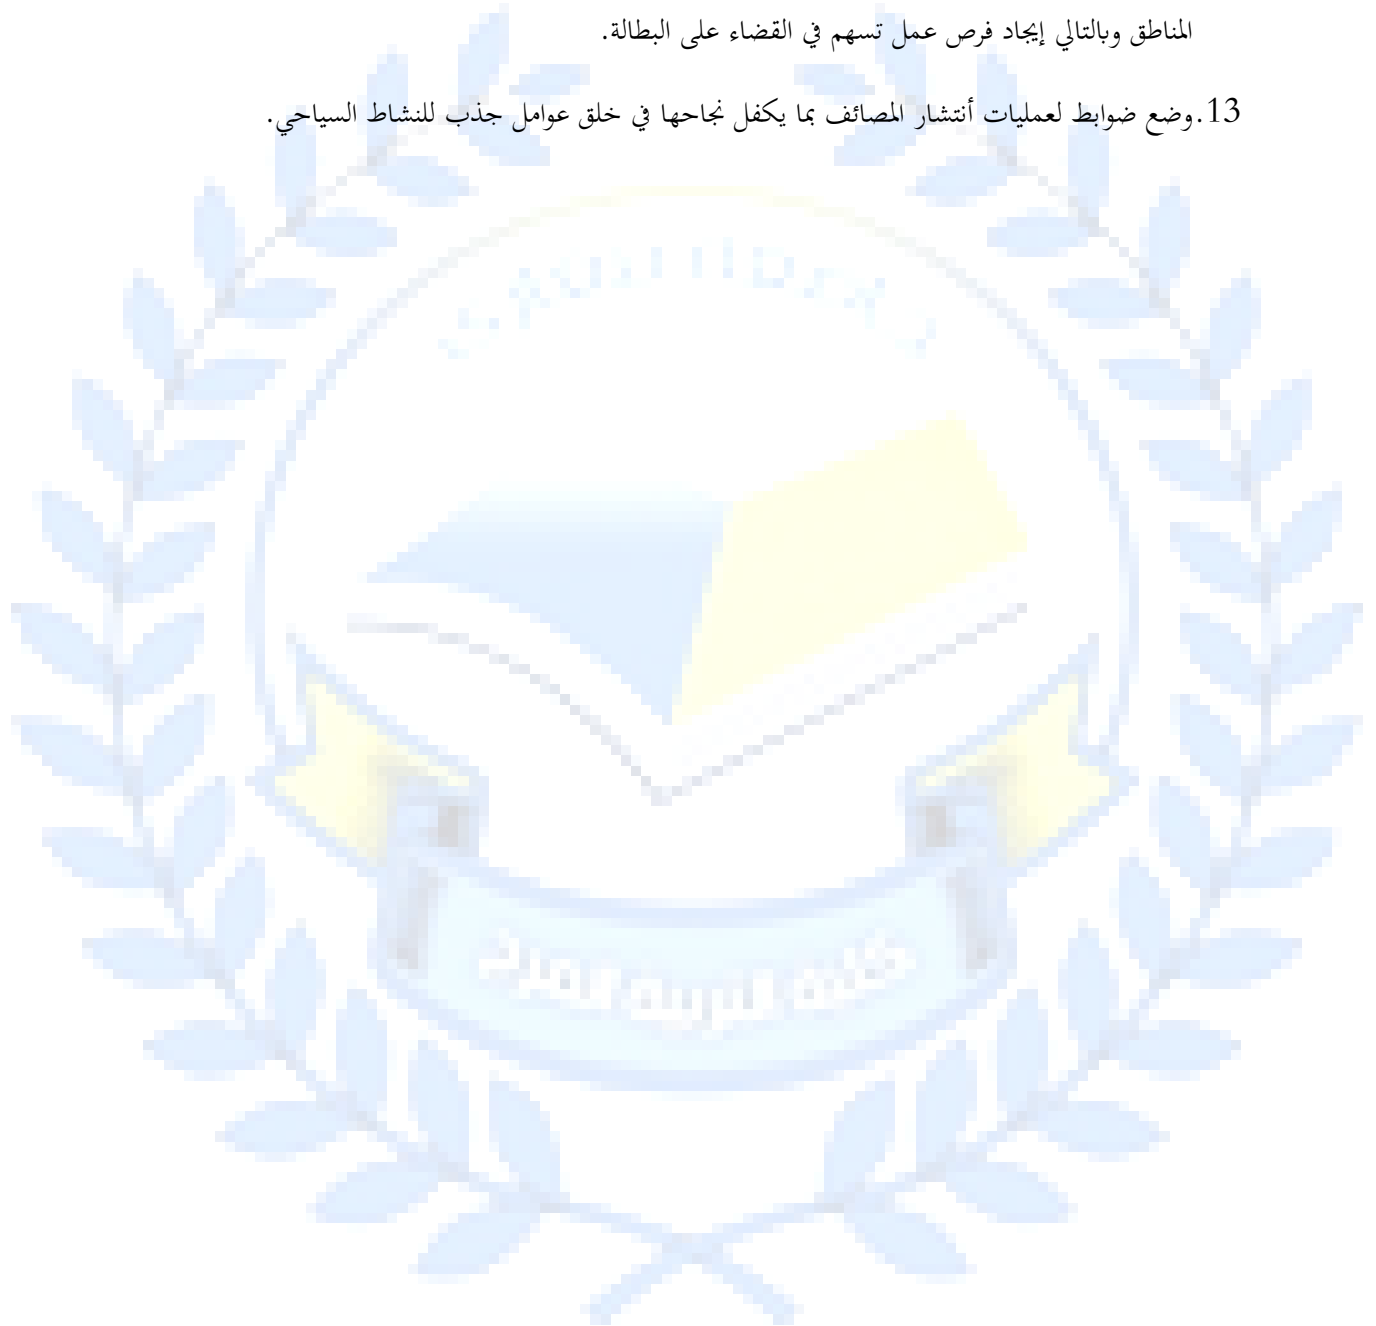 المناطق وبالتالي إيجاد فرص عمل تسهم في القضاء على البطالة.
13.وضع ضوابط لعمليات أنتشار المصائف بما يكفل نجاحها في خلق عوامل جذب للنشاط السياحي.